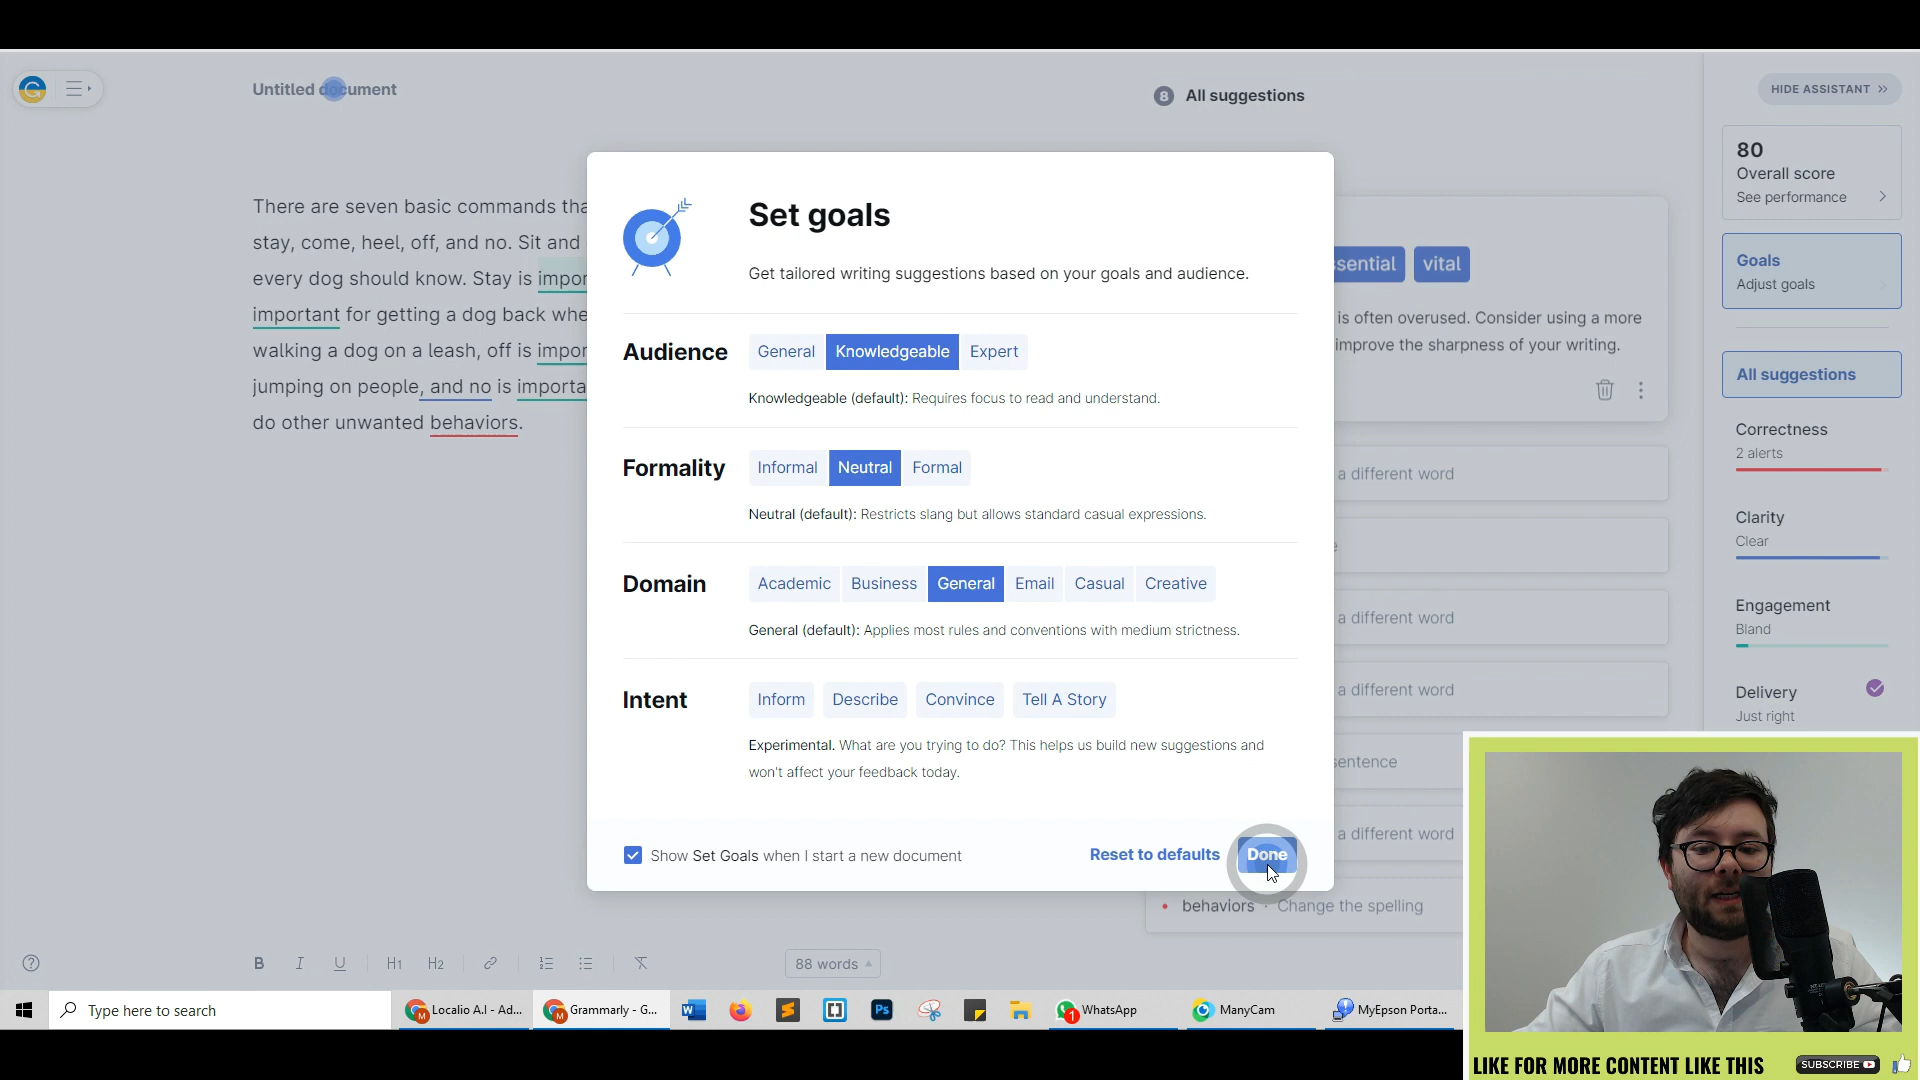 Untitled document
8 All suggestions
HIDE ASSISTANT
There are seven basic commands tha
stay, come, heel, off, and no. Sit and
every dog should know. Stay is impor
important for getting a dog back whe
walking a dog on a leash, off is impor
jumping on people, and no is importa
do other unwanted behaviors.
Set goals
Get tailored writing suggestions based on your goals and audience.
Audience General Knowledgeable Expert
Knowledgeable (default): Requires focus to read and understand.
Formality Informal Neutral Formal
Neutral (default): Restricts slang but allows standard casual expressions.
Domain Academic Business General Email Casual Creative
General (default): Applies most rules and conventions with medium strictness.
Intent Inform Describe Convince Tell A Story
Experimental. What are you trying to do? This helps us build new suggestions and
won't affect your feedback today.
Show Set Goals when I start a new document
Reset to defaults Done
ssential vital
is often overused. Consider using a more
improve the sharpness of your writing.
a different word
a different word
a different word
sentence
a different word
behaviors · Change the spelling
80
Overall score
See performance
Goals
Adjust goals
All suggestions
Correctness
2 alerts
Clarity
Clear
Engagement
Bland
Delivery
Just right
B I U H1 H2
88 words
Type here to search
Localio A.I - Ad...
Grammarly - G...
W
Ps
1 WhatsApp
ManyCam
MyEpson Porta...
LIKE FOR MORE CONTENT LIKE THIS
SUBSCRIBE